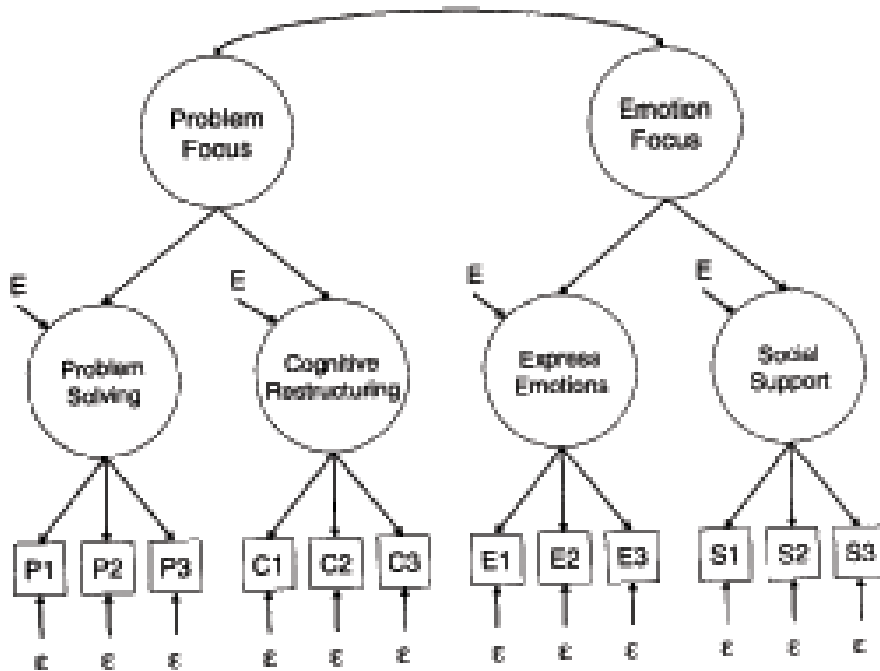 Problem
Focus
Emotion
Focus
E
E
E
E
Problem
Solving
Cognitive
Restructuring
Express
Emotions
Social
Support
P1 P2 P3 C1 C2 C3 E1 E2 E3 S1 S2 S3
ε ε ε ε ε ε ε ε ε ε ε ε